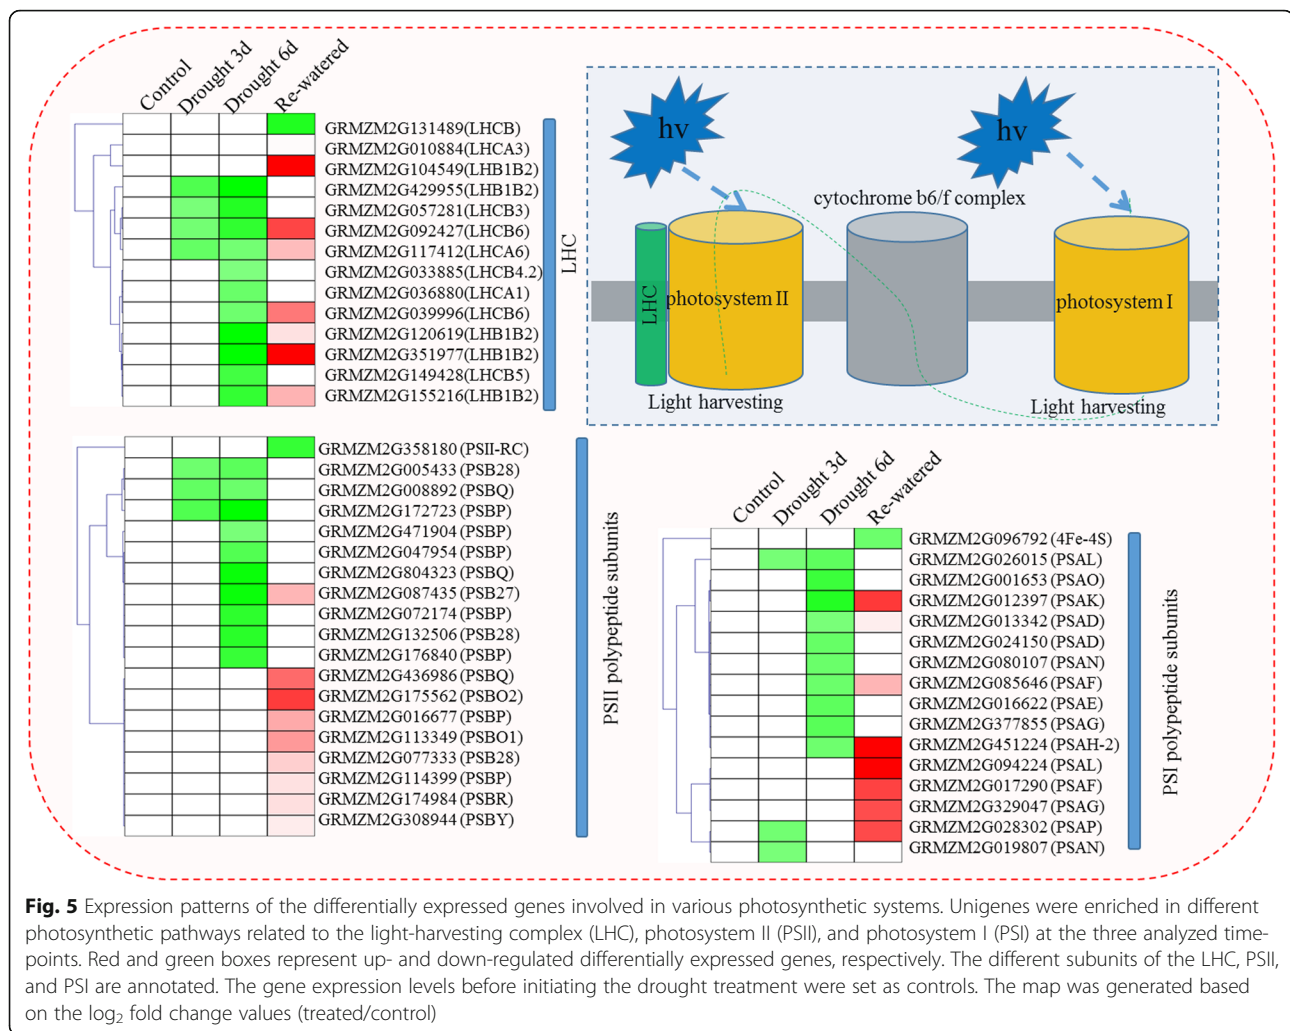 Control
Drought 3d
Drought 6d
Re-watered
GRMZM2G131489(LHCB)
GRMZM2G010884(LHCA3)
GRMZM2G104549(LHB1B2)
GRMZM2G429955(LHB1B2)
GRMZM2G057281(LHCB3)
GRMZM2G092427(LHCB6)
GRMZM2G117412(LHCA6)
GRMZM2G033885(LHCB4.2)
GRMZM2G036880(LHCA1)
GRMZM2G039996(LHCB6)
GRMZM2G120619(LHB1B2)
GRMZM2G351977(LHB1B2)
GRMZM2G149428(LHCB5)
GRMZM2G155216(LHB1B2)
LHC
hv
hv
cytochrome b6/f complex
LHC
photosystem II
photosystem I
Light harvesting
Light harvesting
GRMZM2G358180 (PSII-RC)
GRMZM2G005433 (PSB28)
GRMZM2G008892 (PSBQ)
GRMZM2G172723 (PSBP)
GRMZM2G471904 (PSBP)
GRMZM2G047954 (PSBP)
GRMZM2G804323 (PSBQ)
GRMZM2G087435 (PSB27)
GRMZM2G072174 (PSBP)
GRMZM2G132506 (PSB28)
GRMZM2G176840 (PSBP)
GRMZM2G436986 (PSBQ)
GRMZM2G175562 (PSBO2)
GRMZM2G016677 (PSBP)
GRMZM2G113349 (PSBO1)
GRMZM2G077333 (PSB28)
GRMZM2G114399 (PSBP)
GRMZM2G174984 (PSBR)
GRMZM2G308944 (PSBY)
PSII polypeptide subunits
Control
Drought 3d
Drought 6d
Re-watered
GRMZM2G096792 (4Fe-4S)
GRMZM2G026015 (PSAL)
GRMZM2G001653 (PSAO)
GRMZM2G012397 (PSAK)
GRMZM2G013342 (PSAD)
GRMZM2G024150 (PSAD)
GRMZM2G080107 (PSAN)
GRMZM2G085646 (PSAF)
GRMZM2G016622 (PSAE)
GRMZM2G377855 (PSAG)
GRMZM2G451224 (PSAH-2)
GRMZM2G094224 (PSAL)
GRMZM2G017290 (PSAF)
GRMZM2G329047 (PSAG)
GRMZM2G028302 (PSAP)
GRMZM2G019807 (PSAN)
PSI polypeptide subunits
Fig. 5 Expression patterns of the differentially expressed genes involved in various photosynthetic systems. Unigenes were enriched in different
photosynthetic pathways related to the light-harvesting complex (LHC), photosystem II (PSII), and photosystem I (PSI) at the three analyzed time-
points. Red and green boxes represent up- and down-regulated differentially expressed genes, respectively. The different subunits of the LHC, PSII,
and PSI are annotated. The gene expression levels before initiating the drought treatment were set as controls. The map was generated based
on the log₂ fold change values (treated/control)